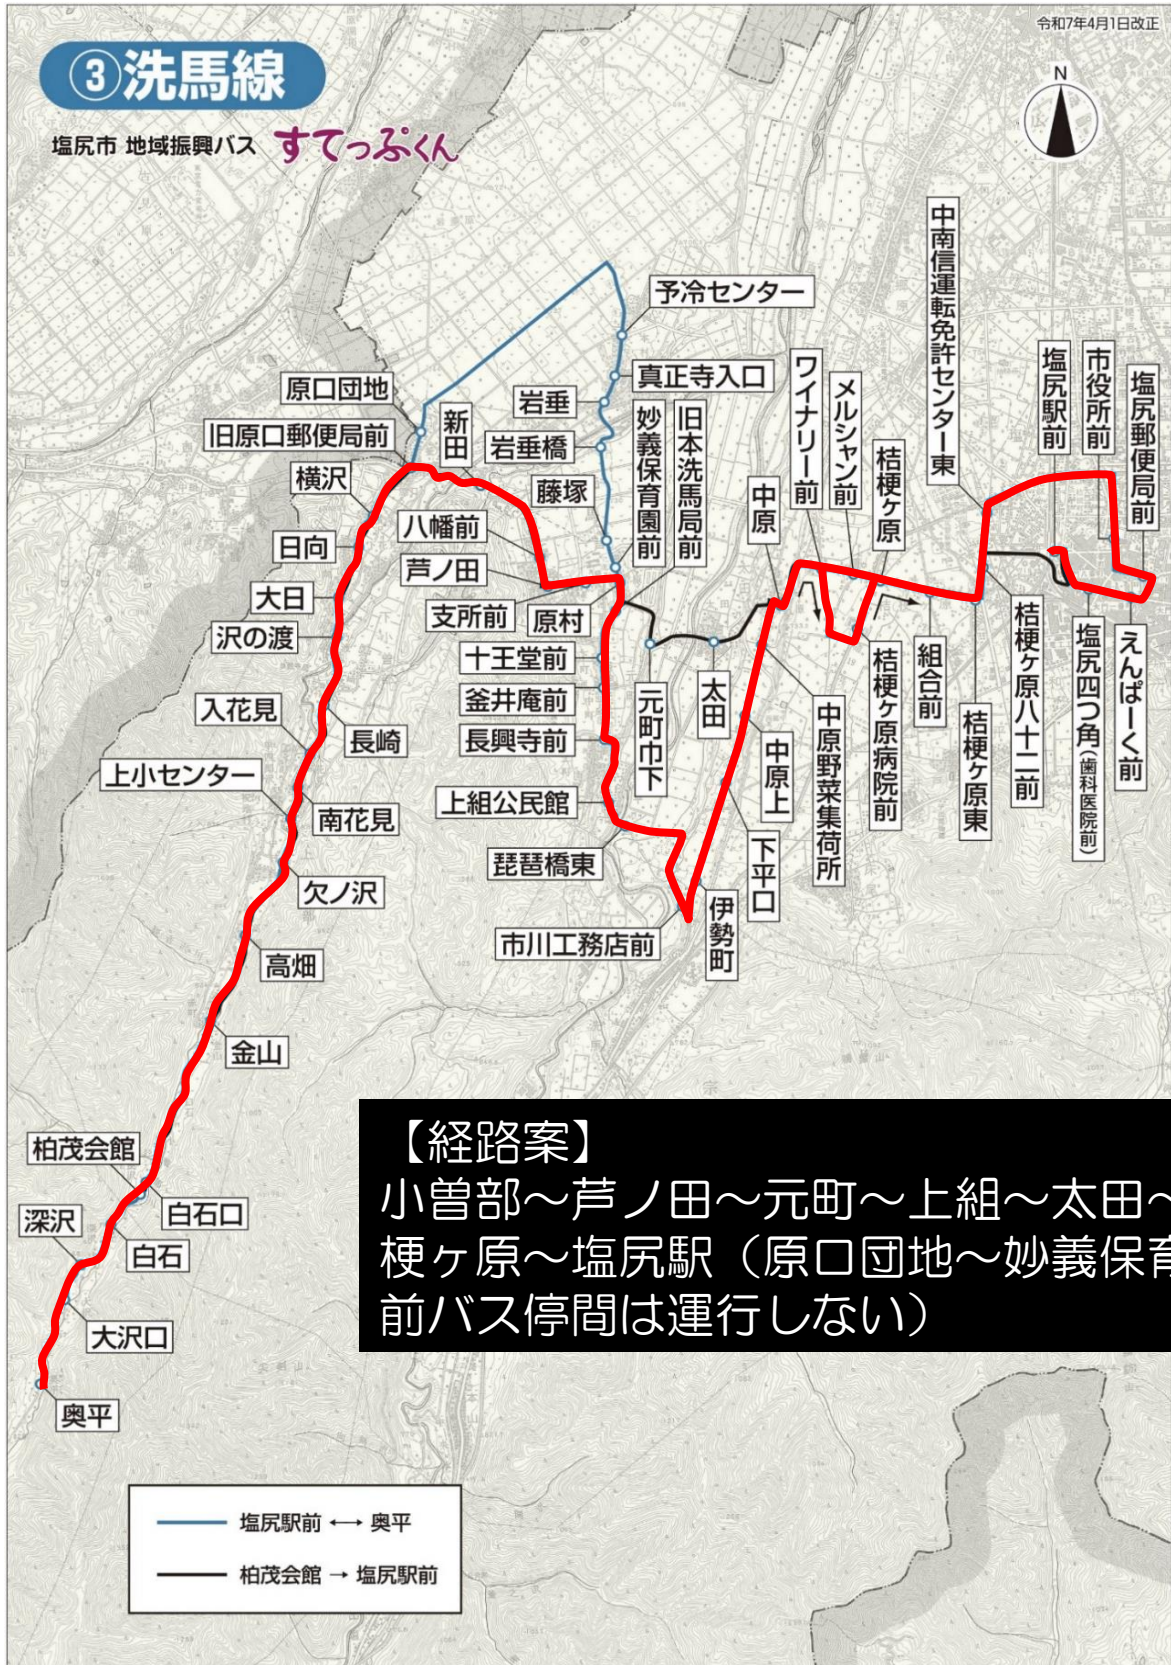 令和7年4月1日改正
③洗馬線
塩尻市 地域振興バス すてっぷくん
N
予冷センター
真正寺入口
岩垂
岩垂橋
藤塚
妙義保育園前
旧本洗馬局前
原口団地
旧原口郵便局前
新田
横沢
八幡前
日向
芦ノ田
大日
支所前
原村
沢の渡
十王堂前
釜井庵前
入花見
長崎
長興寺前
上小センター
南花見
上組公民館
欠ノ沢
琵琶橋東
高畑
市川工務店前
金山
元町巾下
太田
伊勢町
下平口
中原上
中原野菜集荷所
中原
ワイナリー前
メルシャン前
桔梗ヶ原
桔梗ヶ原病院前
組合前
桔梗ヶ原東
中南信運転免許センター東
桔梗ヶ原八十二前
塩尻駅前
市役所前
塩尻郵便局前
塩尻四つ角(歯科医院前)
えんぱーく前
柏茂会館
白石口
深沢
白石
大沢口
奥平
【経路案】
小曽部～芦ノ田～元町～上組～太田～
梗ヶ原～塩尻駅（原口団地～妙義保育
前バス停間は運行しない）
塩尻駅前 ←→ 奥平
柏茂会館 → 塩尻駅前